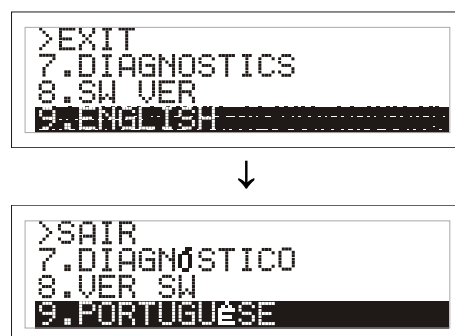 >EXIT
7.DIAGNOSTICS
8.SW VER
9.ENGLISH
↓
>SAIR
7.DIAGNóSTICO
8.VER SW
9.PORTUGUêSE